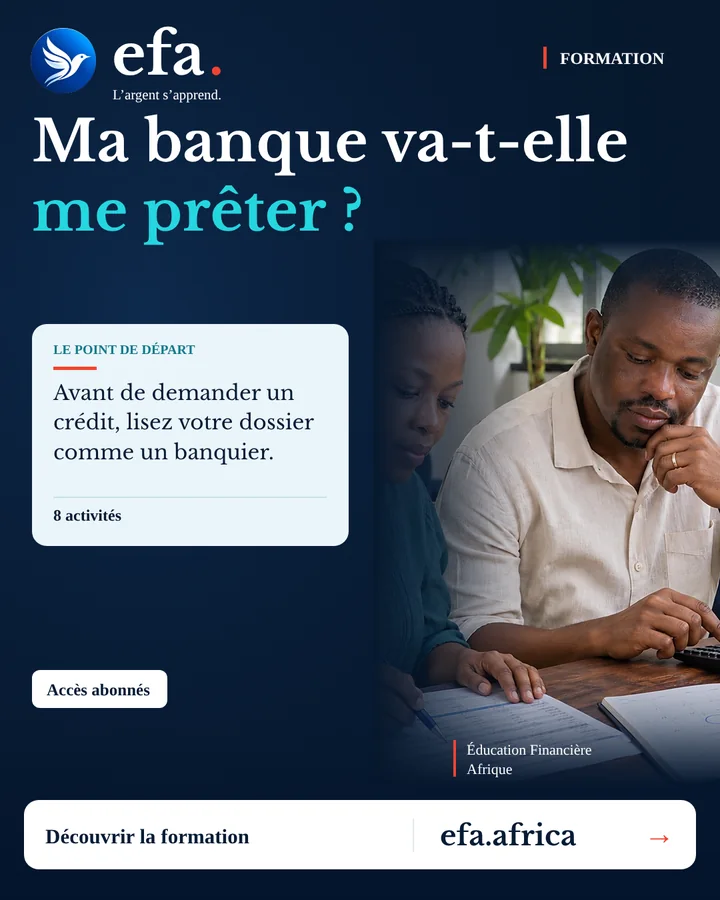 efa.
L’argent s’apprend.
FORMATION
Ma banque va-t-elle
me prêter ?
LE POINT DE DÉPART
Avant de demander un
crédit, lisez votre dossier
comme un banquier.
8 activités
Accès abonnés
Éducation Financière
Afrique
Découvrir la formation
efa.africa →